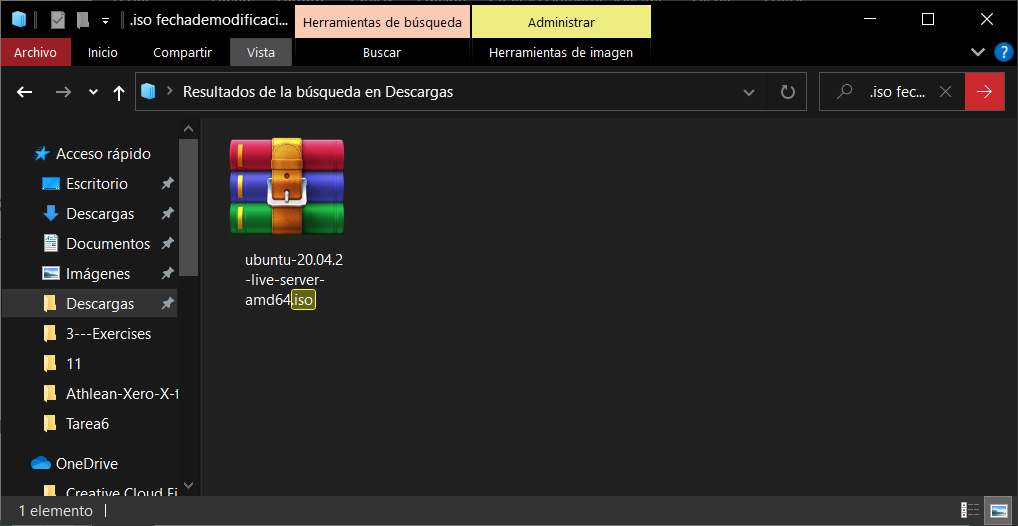 .iso fechademodificaci...
Herramientas de búsqueda
Administrar
Archivo
Inicio
Compartir
Vista
Buscar
Herramientas de imagen
Resultados de la búsqueda en Descargas
.iso fec...
Acceso rápido
Escritorio
Descargas
Documentos
Imágenes
Descargas
3---Exercises
11
Athlean-Xero-X-t
Tarea6
OneDrive
Creative Cloud Fi
ubuntu-20.04.2
-live-server-
amd64.iso
1 elemento